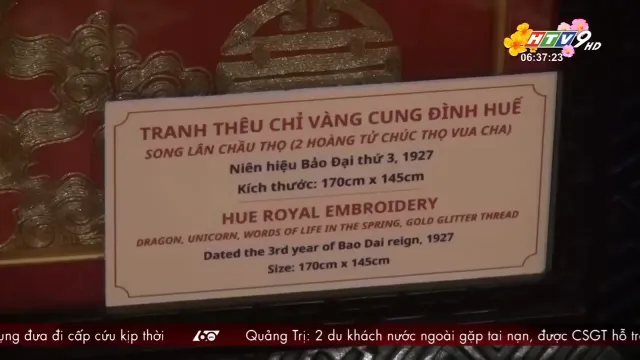 HTV9 HD
06:37:23
TRANH THÊU CHỈ VÀNG CUNG ĐÌNH HUẾ
SONG LÂN CHẦU THỌ (2 HOÀNG TỬ CHÚC THỌ VUA CHA)
Niên hiệu Bảo Đại thứ 3, 1927
Kích thước: 170cm x 145cm
HUE ROYAL EMBROIDERY
DRAGON, UNICORN, WORDS OF LIFE IN THE SPRING, GOLD GLITTER THREAD
Dated the 3rd year of Bao Dai reign, 1927
Size: 170cm x 145cm
ụng đưa đi cấp cứu kịp thời
Quảng Trị: 2 du khách nước ngoài gặp tai nạn, được CSGT hỗ tr